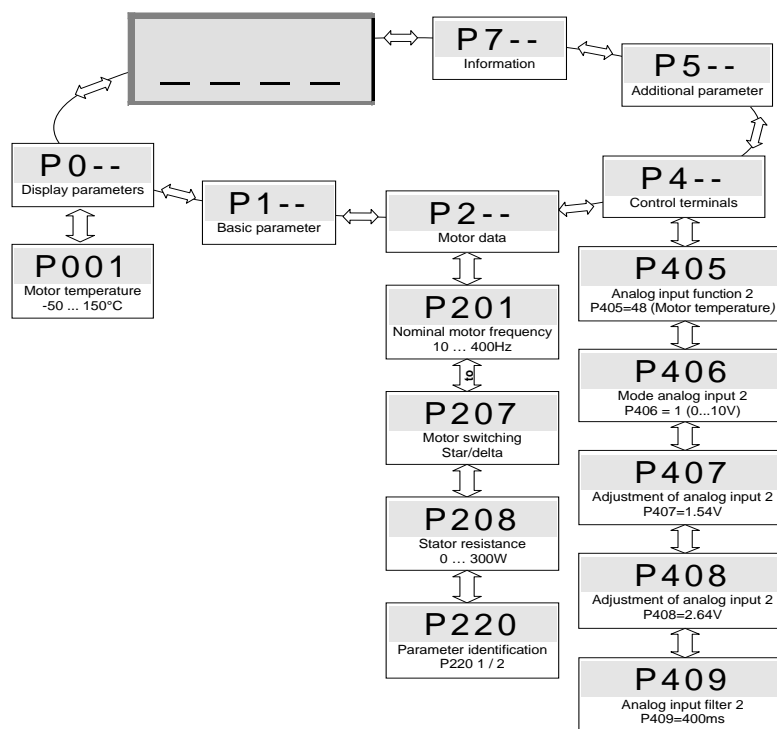 _ _ _ _
P7--
Information
P5--
Additional parameter
P0--
Display parameters
P1--
Basic parameter
P2--
Motor data
P4--
Control terminals
P001
Motor temperature
-50 ... 150°C
P201
Nominal motor frequency
10 ... 400Hz
to
P207
Motor switching
Star/delta
P208
Stator resistance
0 ... 300W
P220
Parameter identification
P220 1 / 2
P405
Analog input function 2
P405=48 (Motor temperature)
P406
Mode analog input 2
P406 = 1 (0...10V)
P407
Adjustment of analog input 2
P407=1.54V
P408
Adjustment of analog input 2
P408=2.64V
P409
Analog input filter 2
P409=400ms